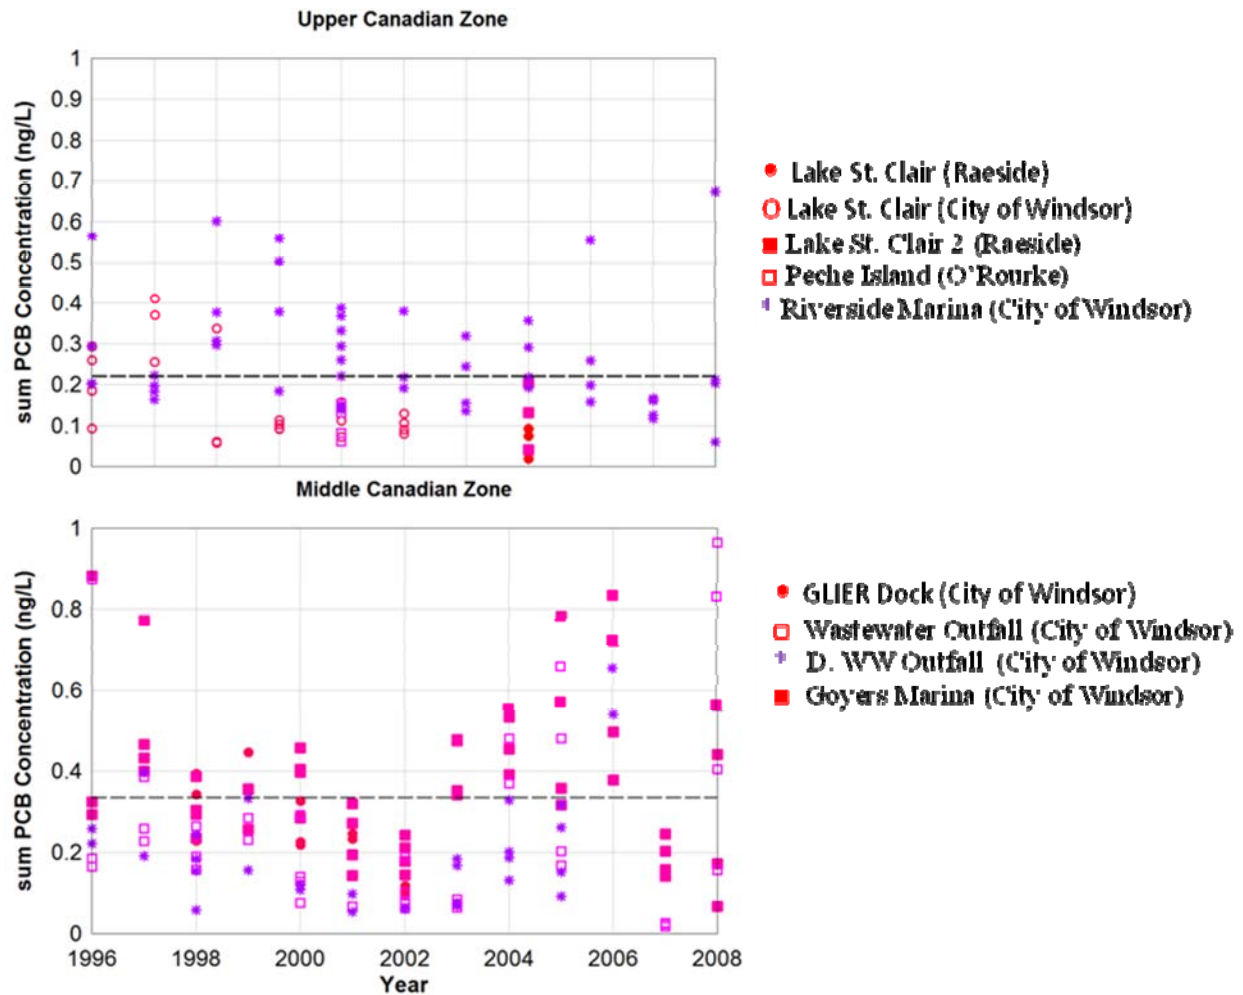 Upper Canadian Zone
1
0.9
0.8
0.7
0.6
0.5
0.4
0.3
0.2
0.1
0
sum PCB Concentration (ng/L)
Lake St. Clair (Raeside)
Lake St. Clair (City of Windsor)
Lake St. Clair 2 (Raeside)
Peche Island (O'Rourke)
Riverside Marina (City of Windsor)
Middle Canadian Zone
1
0.8
0.6
0.4
0.2
0
sum PCB Concentration (ng/L)
1996 1998 2000 2002 2004 2006 2008
Year
GLIER Dock (City of Windsor)
Wastewater Outfall (City of Windsor)
D. WW Outfall (City of Windsor)
Goyers Marina (City of Windsor)